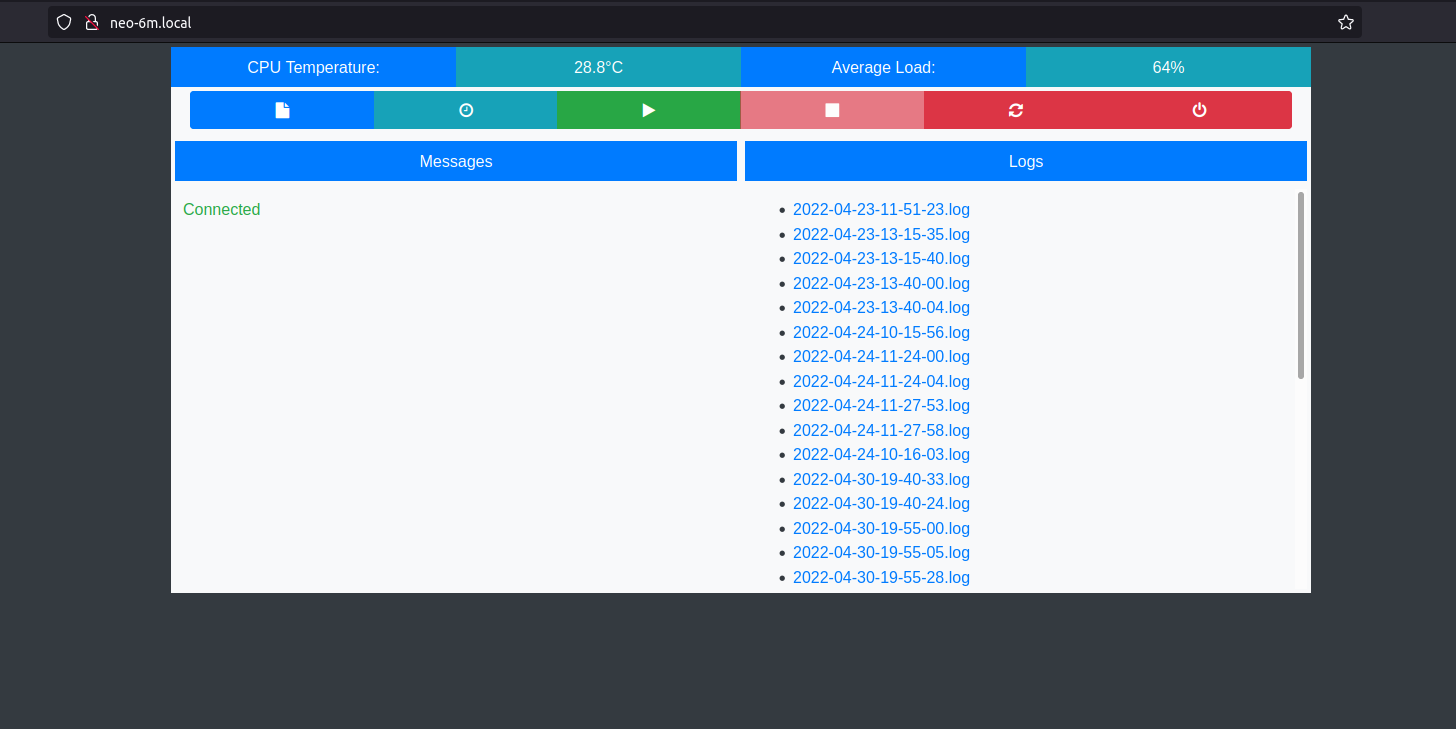 neo-6m.local
CPU Temperature: 28.8°C Average Load: 64%
Messages Logs
Connected
2022-04-23-11-51-23.log
2022-04-23-13-15-35.log
2022-04-23-13-15-40.log
2022-04-23-13-40-00.log
2022-04-23-13-40-04.log
2022-04-24-10-15-56.log
2022-04-24-11-24-00.log
2022-04-24-11-24-04.log
2022-04-24-11-27-53.log
2022-04-24-11-27-58.log
2022-04-24-10-16-03.log
2022-04-30-19-40-33.log
2022-04-30-19-40-24.log
2022-04-30-19-55-00.log
2022-04-30-19-55-05.log
2022-04-30-19-55-28.log